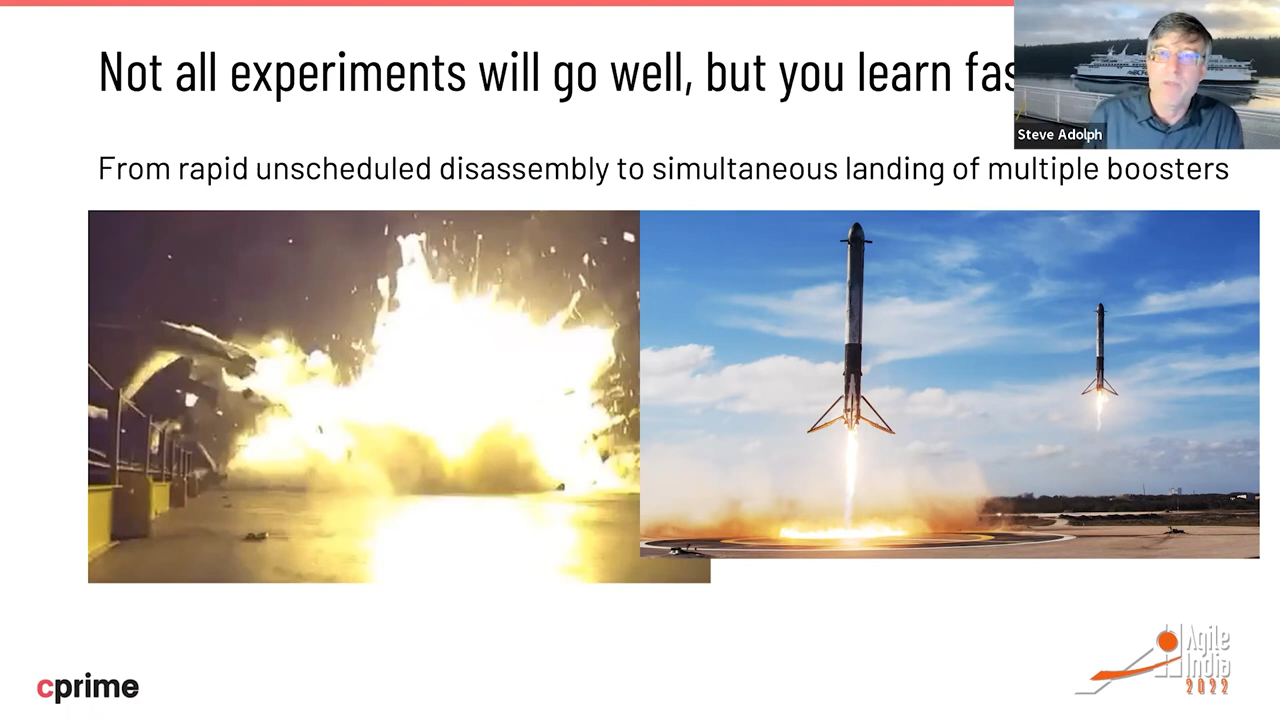 Not all experiments will go well, but you learn
Steve Adolph
From rapid unscheduled disassembly to simultaneous landing of multiple boosters
cprime
Agile
India
2022